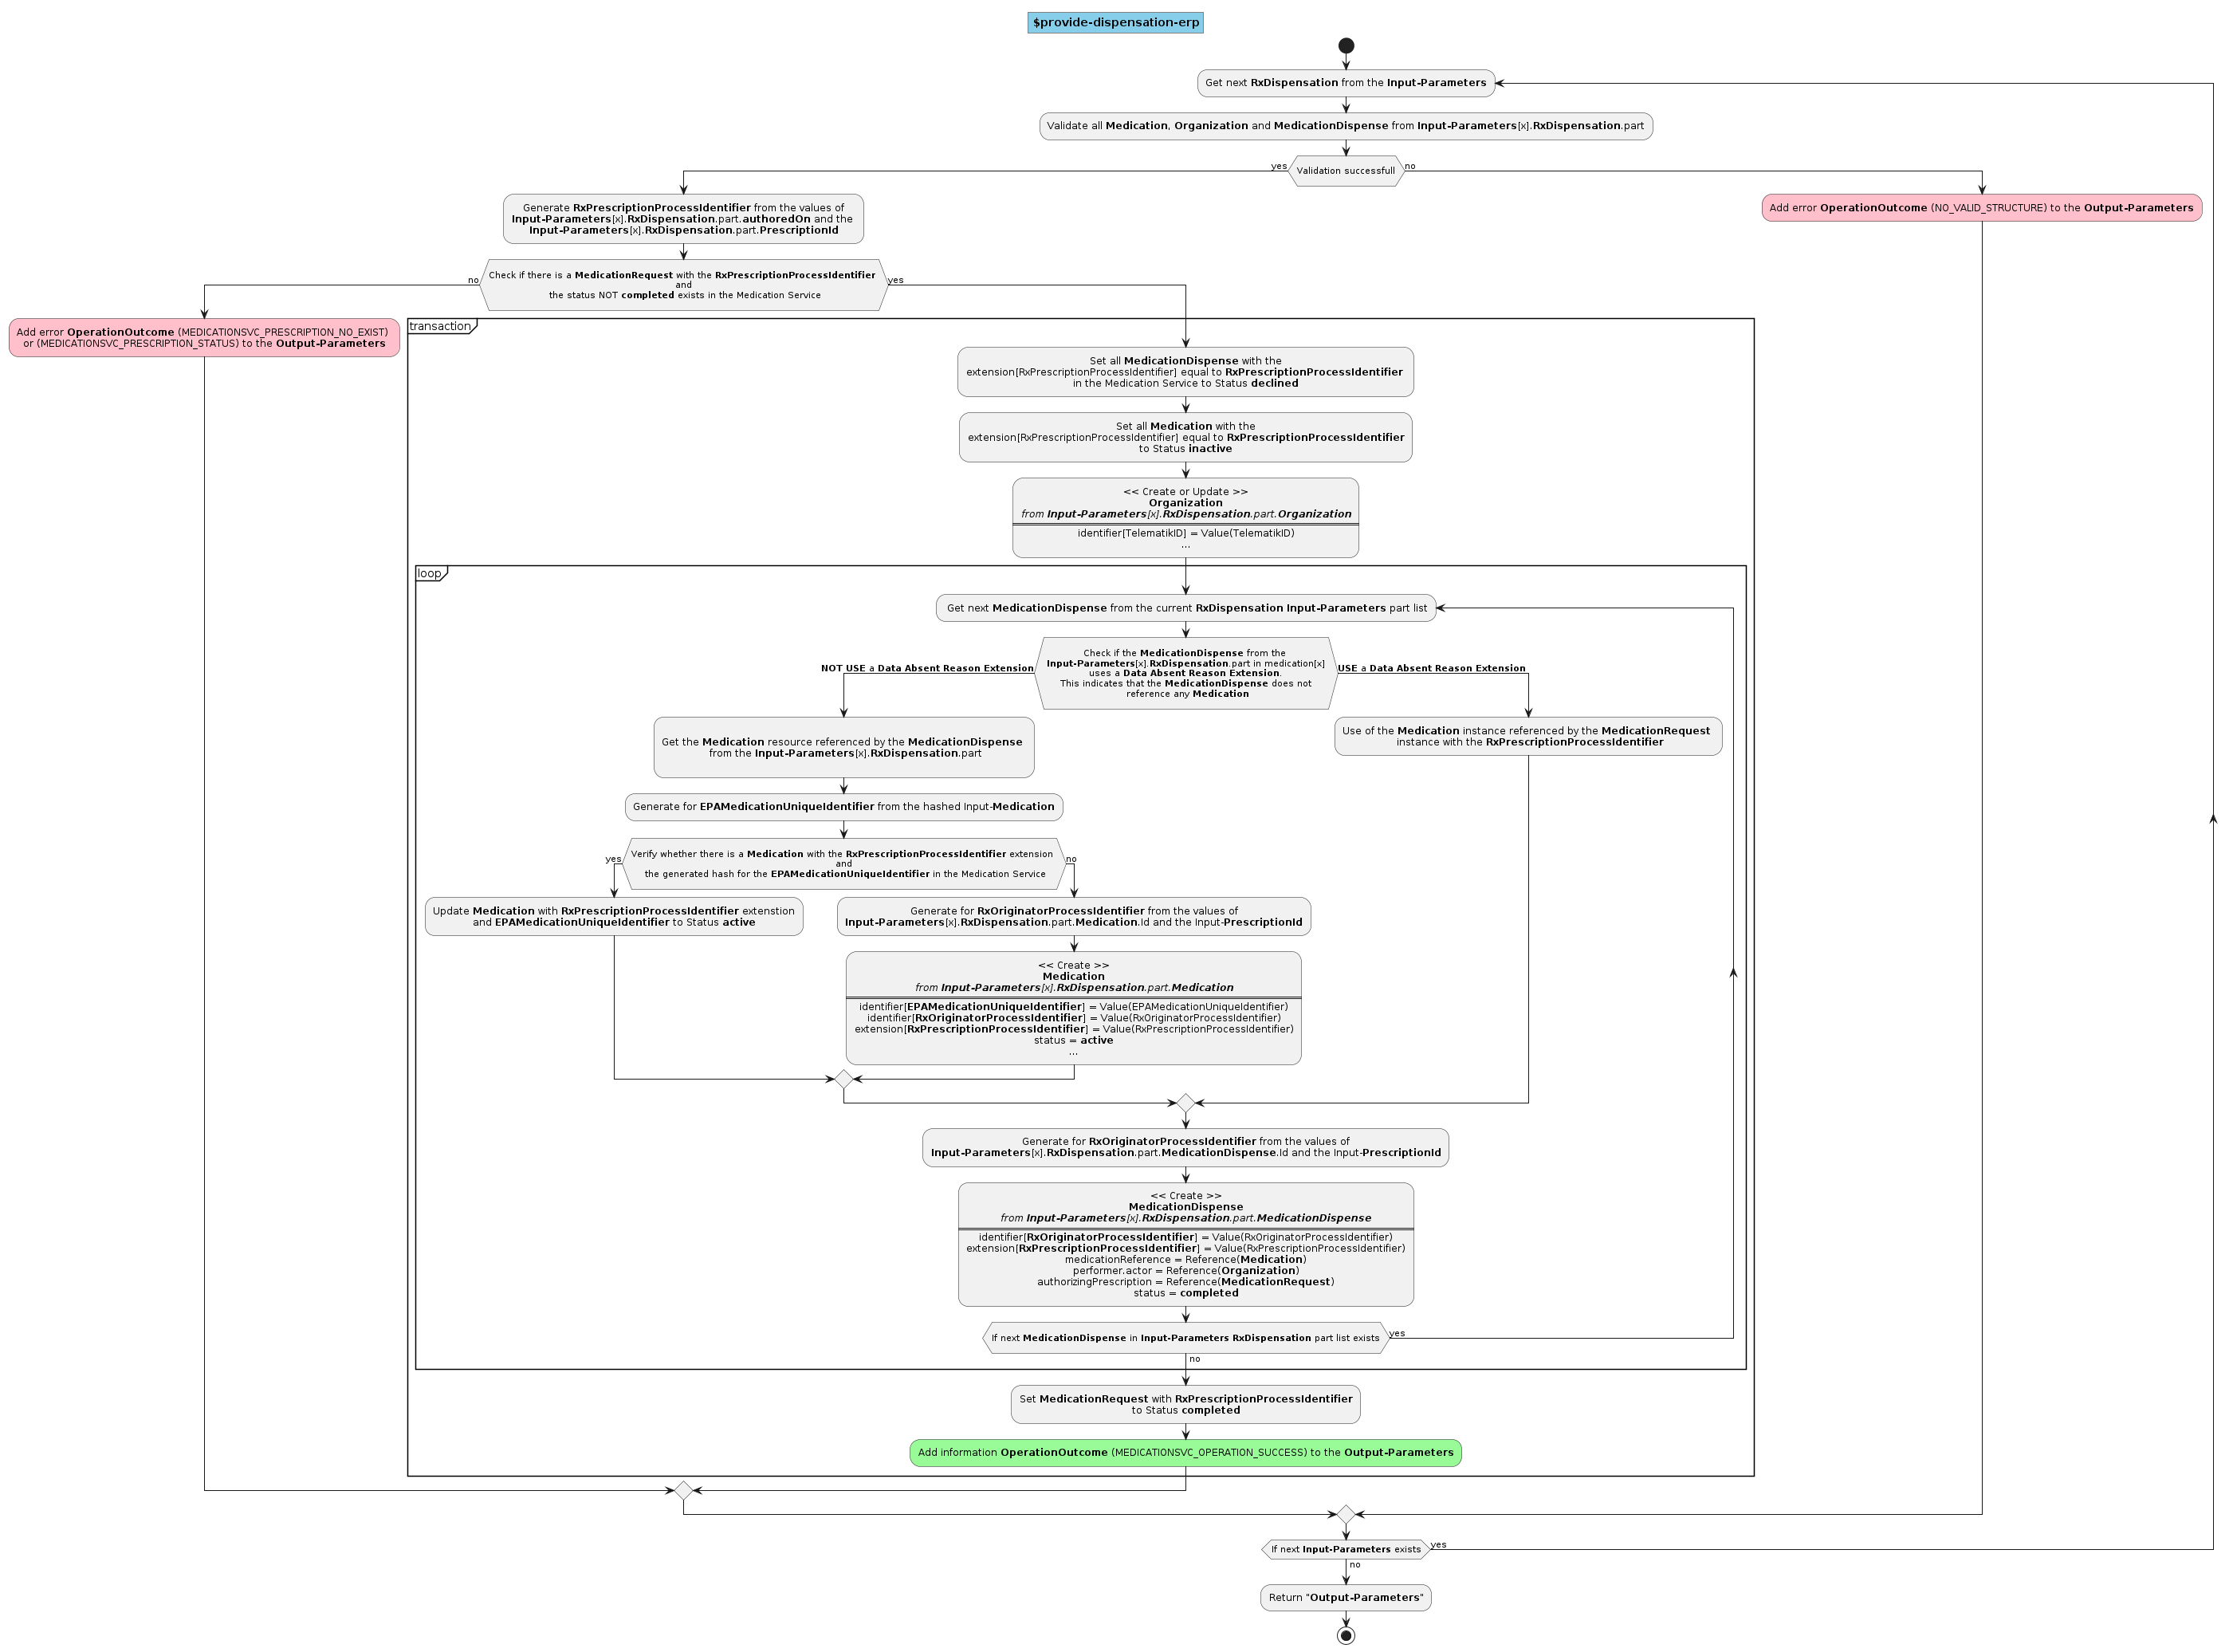 $provide-dispensation-erp
Get next RxDispensation from the Input-Parameters
Validate all Medication, Organization and MedicationDispense from Input-Parameters[x].RxDispensation.part
yes
Validation successfull
no
Generate RxPrescriptionProcessIdentifier from the values of
Input-Parameters[x].RxDispensation.part.authoredOn and the
Input-Parameters[x].RxDispensation.part.PrescriptionId
Add error OperationOutcome (NO_VALID_STRUCTURE) to the Output-Parameters
no
Check if there is a MedicationRequest with the RxPrescriptionProcessIdentifier
and
the status NOT completed exists in the Medication Service
yes
Add error OperationOutcome (MEDICATIONSVC_PRESCRIPTION_NO_EXIST)
or (MEDICATIONSVC_PRESCRIPTION_STATUS) to the Output-Parameters
transaction
Set all MedicationDispense with the
extension[RxPrescriptionProcessIdentifier] equal to RxPrescriptionProcessIdentifier
in the Medication Service to Status declined
Set all Medication with the
extension[RxPrescriptionProcessIdentifier] equal to RxPrescriptionProcessIdentifier
to Status inactive
<< Create or Update >>
Organization
from Input-Parameters[x].RxDispensation.part.Organization
identifier[TelematikID] = Value(TelematikID)
...
loop
Get next MedicationDispense from the current RxDispensation Input-Parameters part list
NOT USE a Data Absent Reason Extension
Check if the MedicationDispense from the
Input-Parameters[x].RxDispensation.part in medication[x]
uses a Data Absent Reason Extension.
This indicates that the MedicationDispense does not
reference any Medication
USE a Data Absent Reason Extension
Get the Medication resource referenced by the MedicationDispense
from the Input-Parameters[x].RxDispensation.part
Use of the Medication instance referenced by the MedicationRequest
instance with the RxPrescriptionProcessIdentifier
Generate for EPAMedicationUniqueIdentifier from the hashed Input-Medication
yes
Verify whether there is a Medication with the RxPrescriptionProcessIdentifier extension
and
the generated hash for the EPAMedicationUniqueIdentifier in the Medication Service
no
Update Medication with RxPrescriptionProcessIdentifier extenstion
and EPAMedicationUniqueIdentifier to Status active
Generate for RxOriginatorProcessIdentifier from the values of
Input-Parameters[x].RxDispensation.part.Medication.Id and the Input-PrescriptionId
<< Create >>
Medication
from Input-Parameters[x].RxDispensation.part.Medication
identifier[EPAMedicationUniqueIdentifier] = Value(EPAMedicationUniqueIdentifier)
identifier[RxOriginatorProcessIdentifier] = Value(RxOriginatorProcessIdentifier)
extension[RxPrescriptionProcessIdentifier] = Value(RxPrescriptionProcessIdentifier)
status = active
...
Generate for RxOriginatorProcessIdentifier from the values of
Input-Parameters[x].RxDispensation.part.MedicationDispense.Id and the Input-PrescriptionId
<< Create >>
MedicationDispense
from Input-Parameters[x].RxDispensation.part.MedicationDispense
identifier[RxOriginatorProcessIdentifier] = Value(RxOriginatorProcessIdentifier)
extension[RxPrescriptionProcessIdentifier] = Value(RxPrescriptionProcessIdentifier)
medicationReference = Reference(Medication)
performer.actor = Reference(Organization)
authorizingPrescription = Reference(MedicationRequest)
status = completed
If next MedicationDispense in Input-Parameters RxDispensation part list exists
yes
no
Set MedicationRequest with RxPrescriptionProcessIdentifier
to Status completed
Add information OperationOutcome (MEDICATIONSVC_OPERATION_SUCCESS) to the Output-Parameters
If next Input-Parameters exists
yes
no
Return "Output-Parameters"